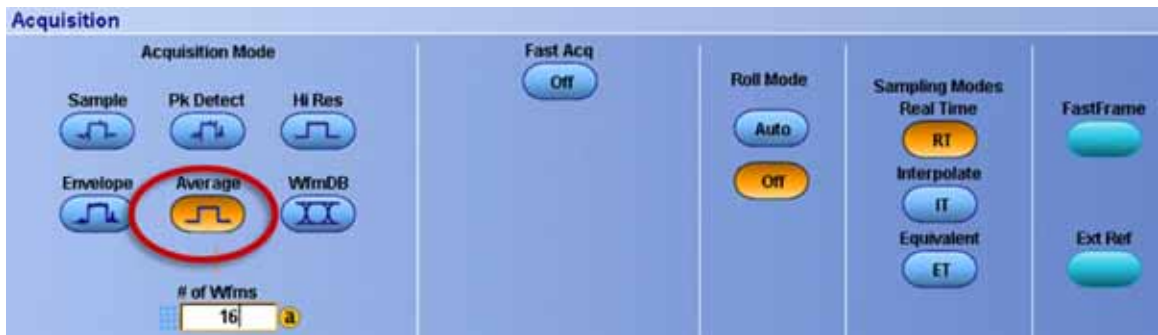 Acquisition
Acquisition Mode
Sample Pk Detect Hi Res
Envelope Average WfmDB
# of Wfms
16 a
Fast Acq
Off
Roll Mode
Auto
Off
Sampling Modes
Real Time
RT
Interpolate
IT
Equivalent
ET
FastFrame
Ext Ref